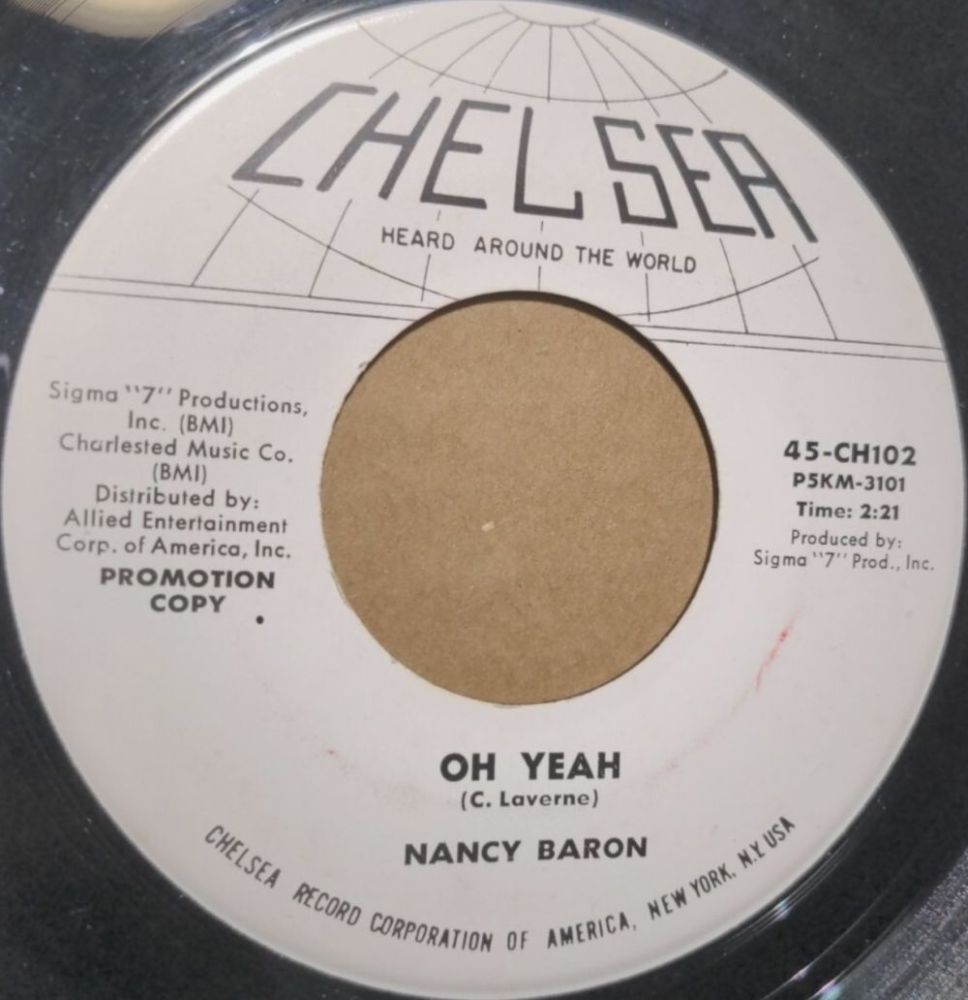 CHELSEA
HEARD AROUND THE WORLD
Sigma "7" Productions,
Inc. (BMI)
Charlested Music Co.
(BMI)
Distributed by:
Allied Entertainment
Corp. of America, Inc.
PROMOTION
COPY
45-CH102
P5KM-3101
Time: 2:21
Produced by:
Sigma "7" Prod., Inc.
OH YEAH
(C. Laverne)
NANCY BARON
CHELSEA RECORD CORPORATION OF AMERICA, NEW YORK, N.Y. USA